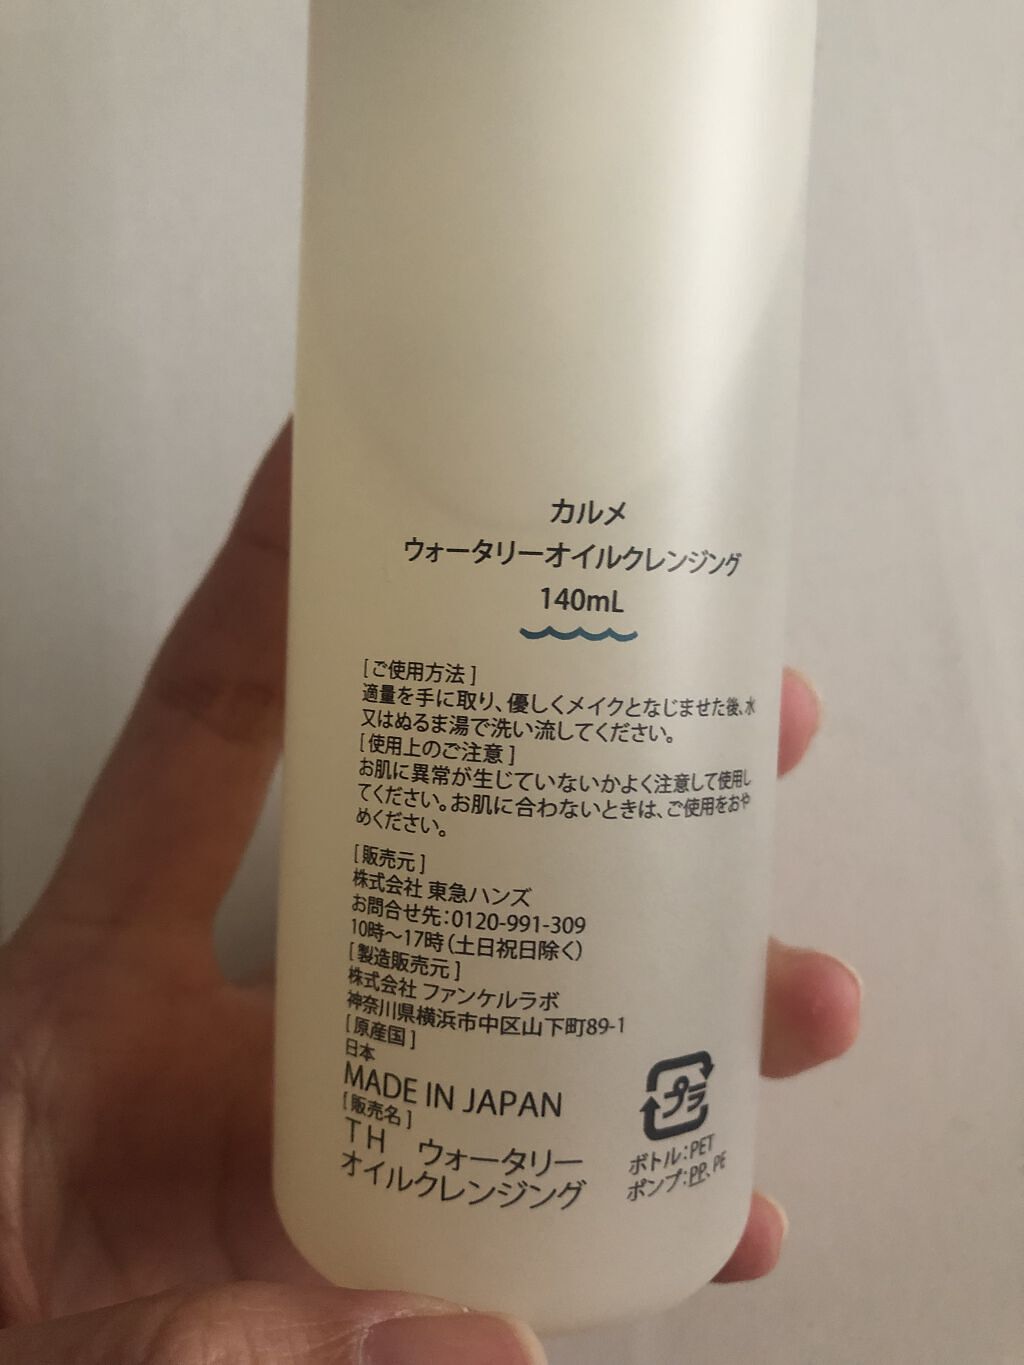 カルメ
ウォータリーオイルクレンジング
140mL
[ご使用方法]
適量を手に取り、優しくメイクとなじませた後、水
又はぬるま湯で洗い流してください。
[使用上のご注意]
お肌に異常が生じていないかよく注意して使用し
てください。お肌に合わないときは、ご使用をおや
めください。
[販売元]
株式会社 東急ハンズ
お問合せ先：0120-991-309
10時～17時（土日祝日除く）
[製造販売元]
株式会社 ファンケルラボ
神奈川県横浜市中区山下町89-1
[原産国]
日本
MADE IN JAPAN
[販売名]
TH　ウォータリー
オイルクレンジング
プラ
ボトル：PET
ポンプ：PP、PE